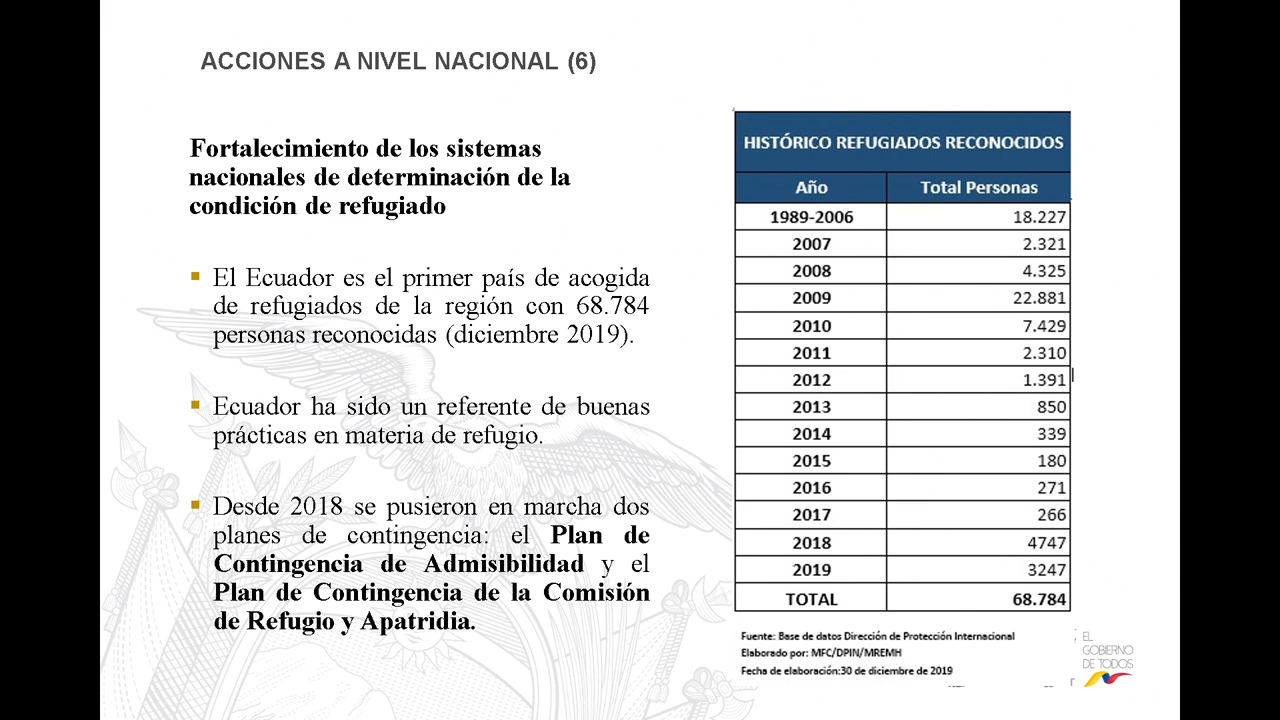 ACCIONES A NIVEL NACIONAL (6)
Fortalecimiento de los sistemas
nacionales de determinación de la
condición de refugiado
El Ecuador es el primer país de acogida
de refugiados de la región con 68.784
personas reconocidas (diciembre 2019).
Ecuador ha sido un referente de buenas
prácticas en materia de refugio.
Desde 2018 se pusieron en marcha dos
planes de contingencia: el Plan de
Contingencia de Admisibilidad y el
Plan de Contingencia de la Comisión
de Refugio y Apatridia.
HISTÓRICO REFUGIADOS RECONOCIDOS
Año Total Personas
1989-2006 18.227
2007 2.321
2008 4.325
2009 22.881
2010 7.429
2011 2.310
2012 1.391
2013 850
2014 339
2015 180
2016 271
2017 266
2018 4747
2019 3247
TOTAL 68.784
Fuente: Base de datos Dirección de Protección Internacional
Elaborado por: MFC/DPIN/MREMH
Fecha de elaboración:30 de diciembre de 2019
EL
GOBIERNO
DE TODOS